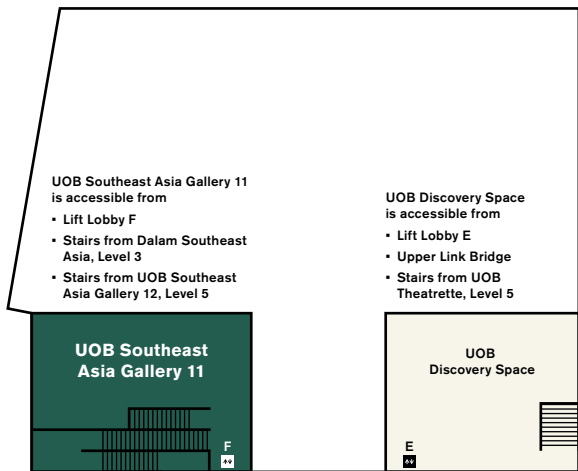 UOB Southeast Asia Gallery 11
is accessible from
▪ Lift Lobby F
▪ Stairs from Dalam Southeast
Asia, Level 3
▪ Stairs from UOB Southeast
Asia Gallery 12, Level 5
UOB Discovery Space
is accessible from
▪ Lift Lobby E
▪ Upper Link Bridge
▪ Stairs from UOB
Theatrette, Level 5
UOB Southeast
Asia Gallery 11
F
UOB
Discovery Space
E